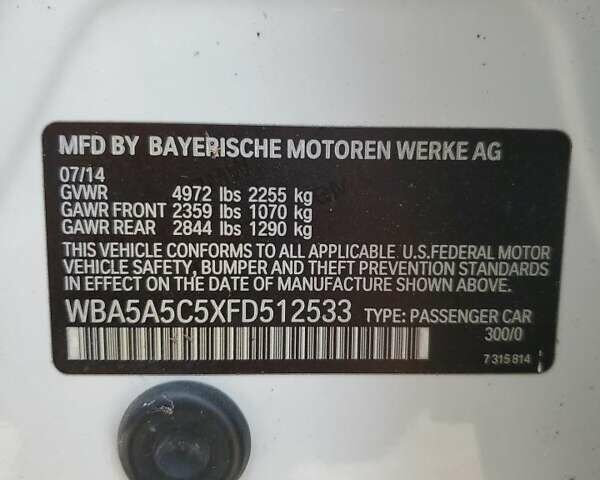 MFD BY BAYERISCHE MOTOREN WERKE AG
07/14
GVWR 4972 lbs 2255 kg
GAWR FRONT 2359 lbs 1070 kg
GAWR REAR 2844 lbs 1290 kg
THIS VEHICLE CONFORMS TO ALL APPLICABLE U.S.FEDERAL MOTOR
VEHICLE SAFETY, BUMPER AND THEFT PREVENTION STANDARDS
IN EFFECT ON THE DATE OF MANUFACTURE SHOWN ABOVE.
WBA5A5C5XFD512533 TYPE: PASSENGER CAR
300/0
7 315 814